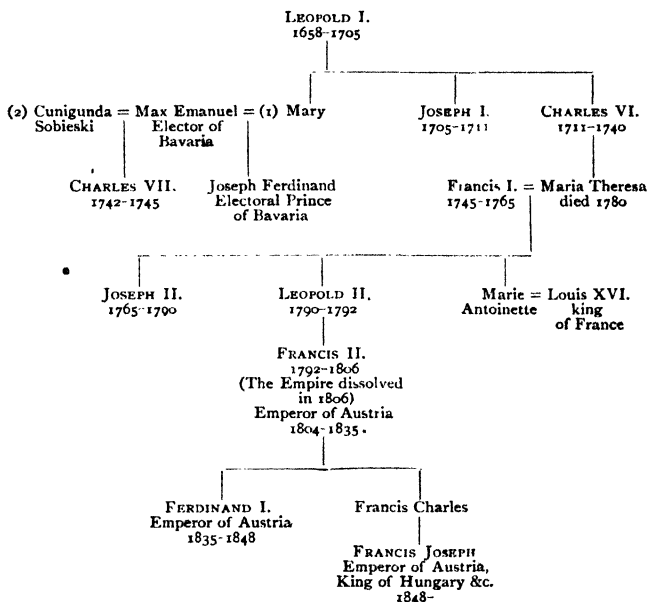 LEOPOLD I.
1658-1705
(2) Cunigunda = Max Emanuel = (1) Mary JOSEPH I. CHARLES VI.
Sobieski Elector of 1705-1711 1711-1740
Bavaria
CHARLES VII. Joseph Ferdinand Francis I. = Maria Theresa
1742-1745 Electoral Prince 1745-1765 died 1780
of Bavaria
JOSEPH II. LEOPOLD II. Marie = Louis XVI.
1765-1790 1790-1792 Antoinette king
of France
FRANCIS II.
1792-1806
(The Empire dissolved
in 1806)
Emperor of Austria
1804-1835.
FERDINAND I. Francis Charles
Emperor of Austria
1835-1848
FRANCIS JOSEPH
Emperor of Austria,
King of Hungary &c.
1848-